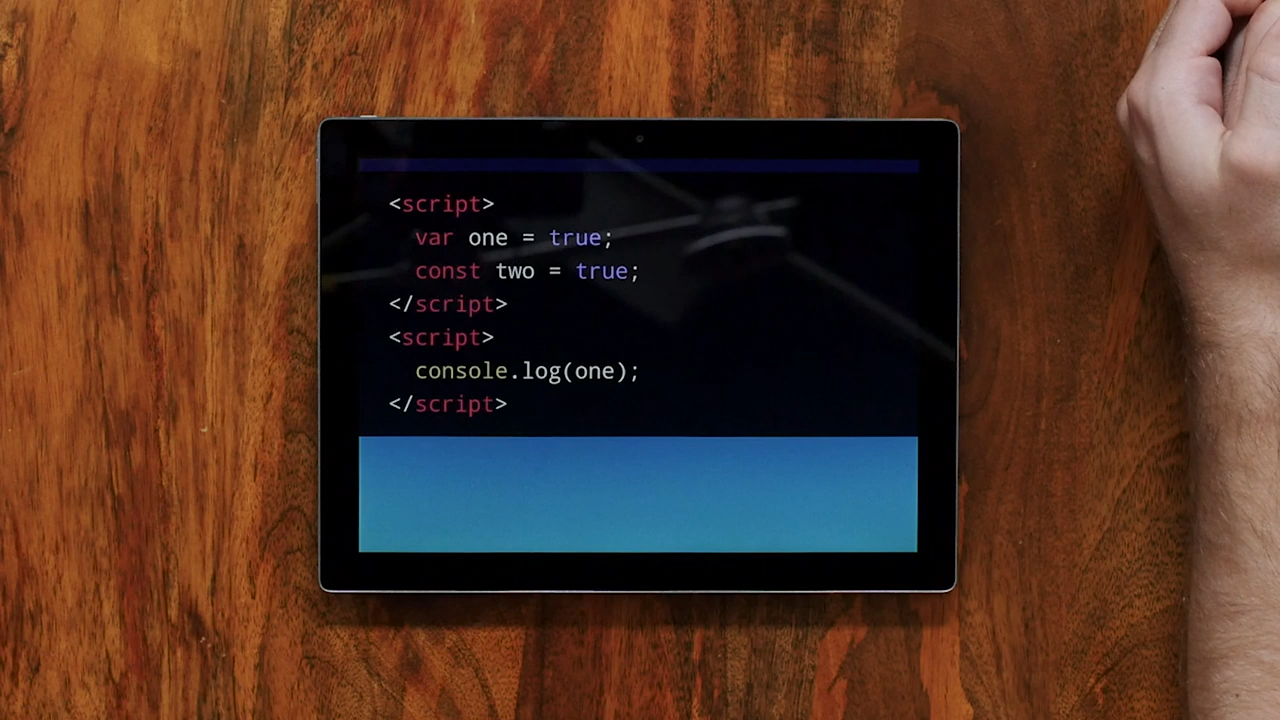 <script>
var one = true;
const two = true;
</script>
<script>
console.log(one);
</script>